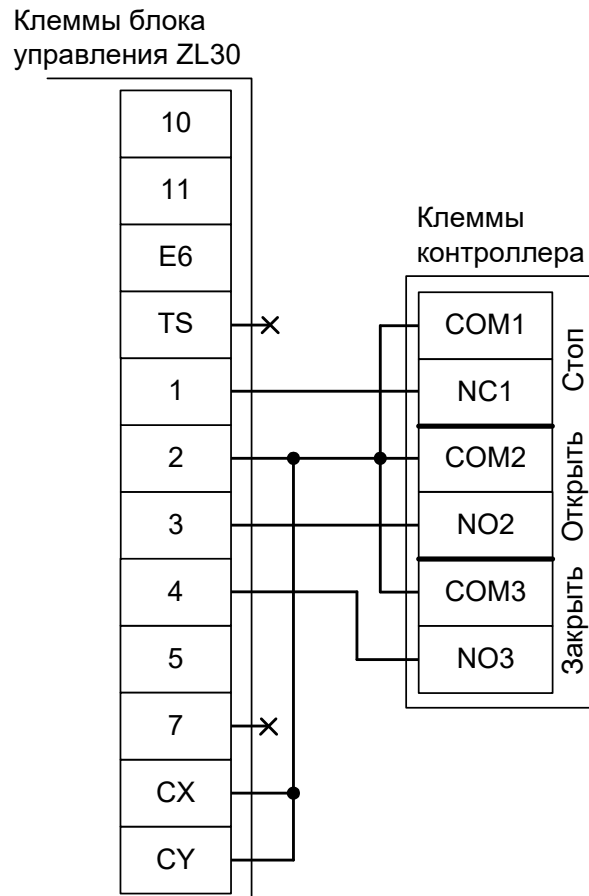 Клеммы блока
управления ZL30
10
11
E6
TS
1
2
3
4
5
7
CX
CY
Клеммы
контроллера
COM1
NC1
COM2
NO2
COM3
NO3
Стоп
Открыть
Закрыть